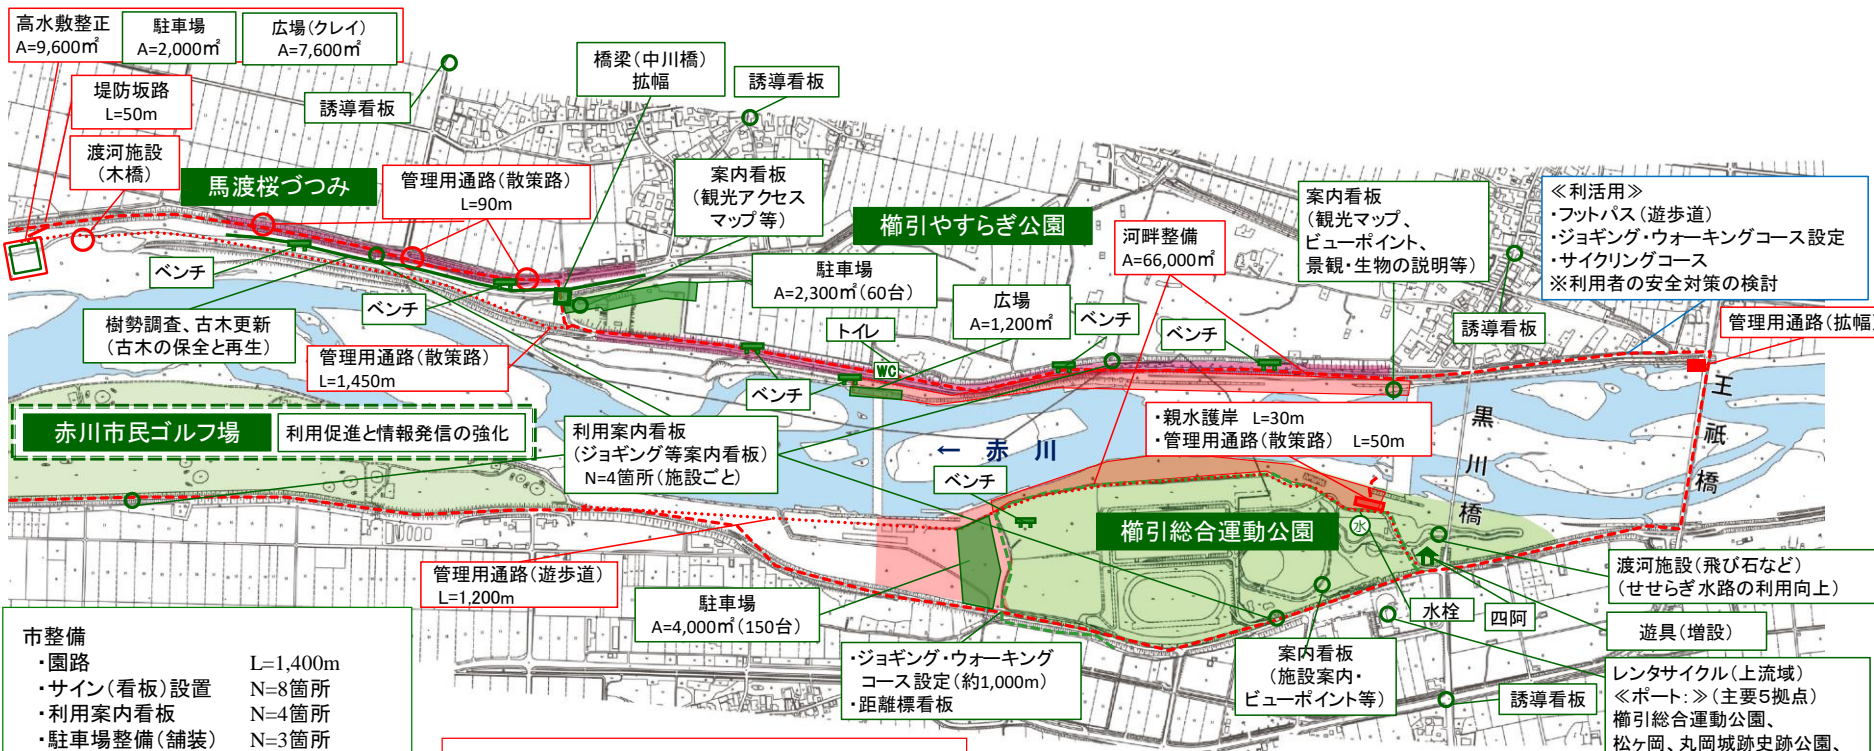 高水敷整正
A=9,600㎡
駐車場
A=2,000㎡
広場(クレイ)
A=7,600㎡
堤防坂路
L=50m
渡河施設
(木橋)
誘導看板
橋梁(中川橋)
拡幅
誘導看板
馬渡桜づつみ
管理用通路(散策路)
L=90m
案内看板
(観光アクセス
マップ等)
櫛引やすらぎ公園
河畔整備
A=66,000㎡
案内看板
(観光マップ、
ビューポイント、
景観・生物の説明等)
≪利活用≫
・フットパス(遊歩道)
・ジョギング・ウォーキングコース設定
・サイクリングコース
※利用者の安全対策の検討
ベンチ
ベンチ
駐車場
A=2,300㎡(60台)
広場
A=1,200㎡
ベンチ
ベンチ
誘導看板
管理用通路(拡幅)
樹勢調査、古木更新
(古木の保全と再生)
管理用通路(散策路)
L=1,450m
トイレ
WC
ベンチ
赤川市民ゴルフ場
利用促進と情報発信の強化
利用案内看板
(ジョギング等案内看板)
N=4箇所(施設ごと)
← 赤川
ベンチ
・親水護岸 L=30m
・管理用通路(散策路) L=50m
黒川橋
王祇橋
櫛引総合運動公園
水
管理用通路(遊歩道)
L=1,200m
駐車場
A=4,000㎡(150台)
・ジョギング・ウォーキング
コース設定(約1,000m)
・距離標看板
案内看板
(施設案内・
ビューポイント等)
水栓
四阿
渡河施設(飛び石など)
(せせらぎ水路の利用向上)
遊具(増設)
誘導看板
レンタサイクル(上流域)
≪ポート:≫(主要5拠点)
櫛引総合運動公園、
松ヶ岡、丸岡城跡史跡公園、
市整備
・園路 L=1,400m
・サイン(看板)設置 N=8箇所
・利用案内看板 N=4箇所
・駐車場整備(舗装) N=3箇所